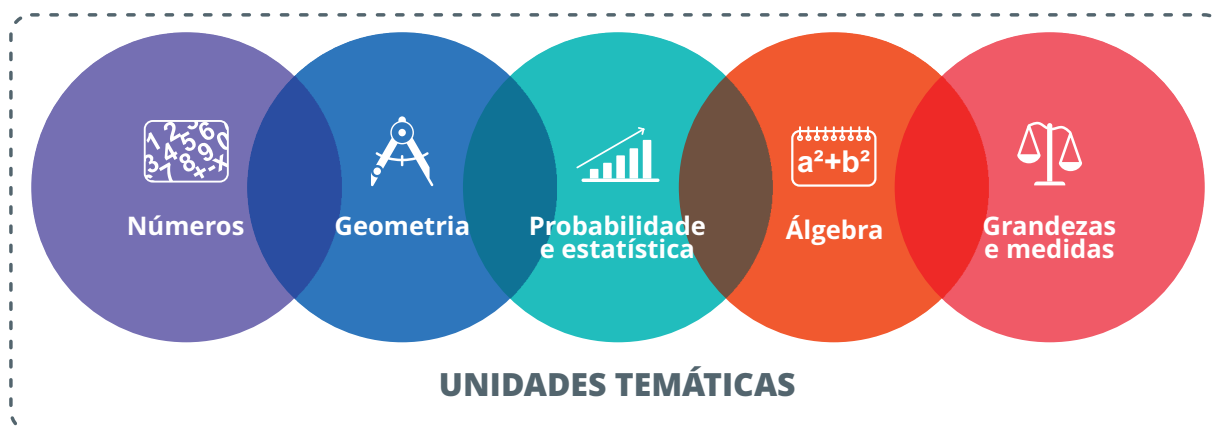 Números
Geometria
Probabilidade
e estatística
a²+b²
Álgebra
Grandezas
e medidas
UNIDADES TEMÁTICAS